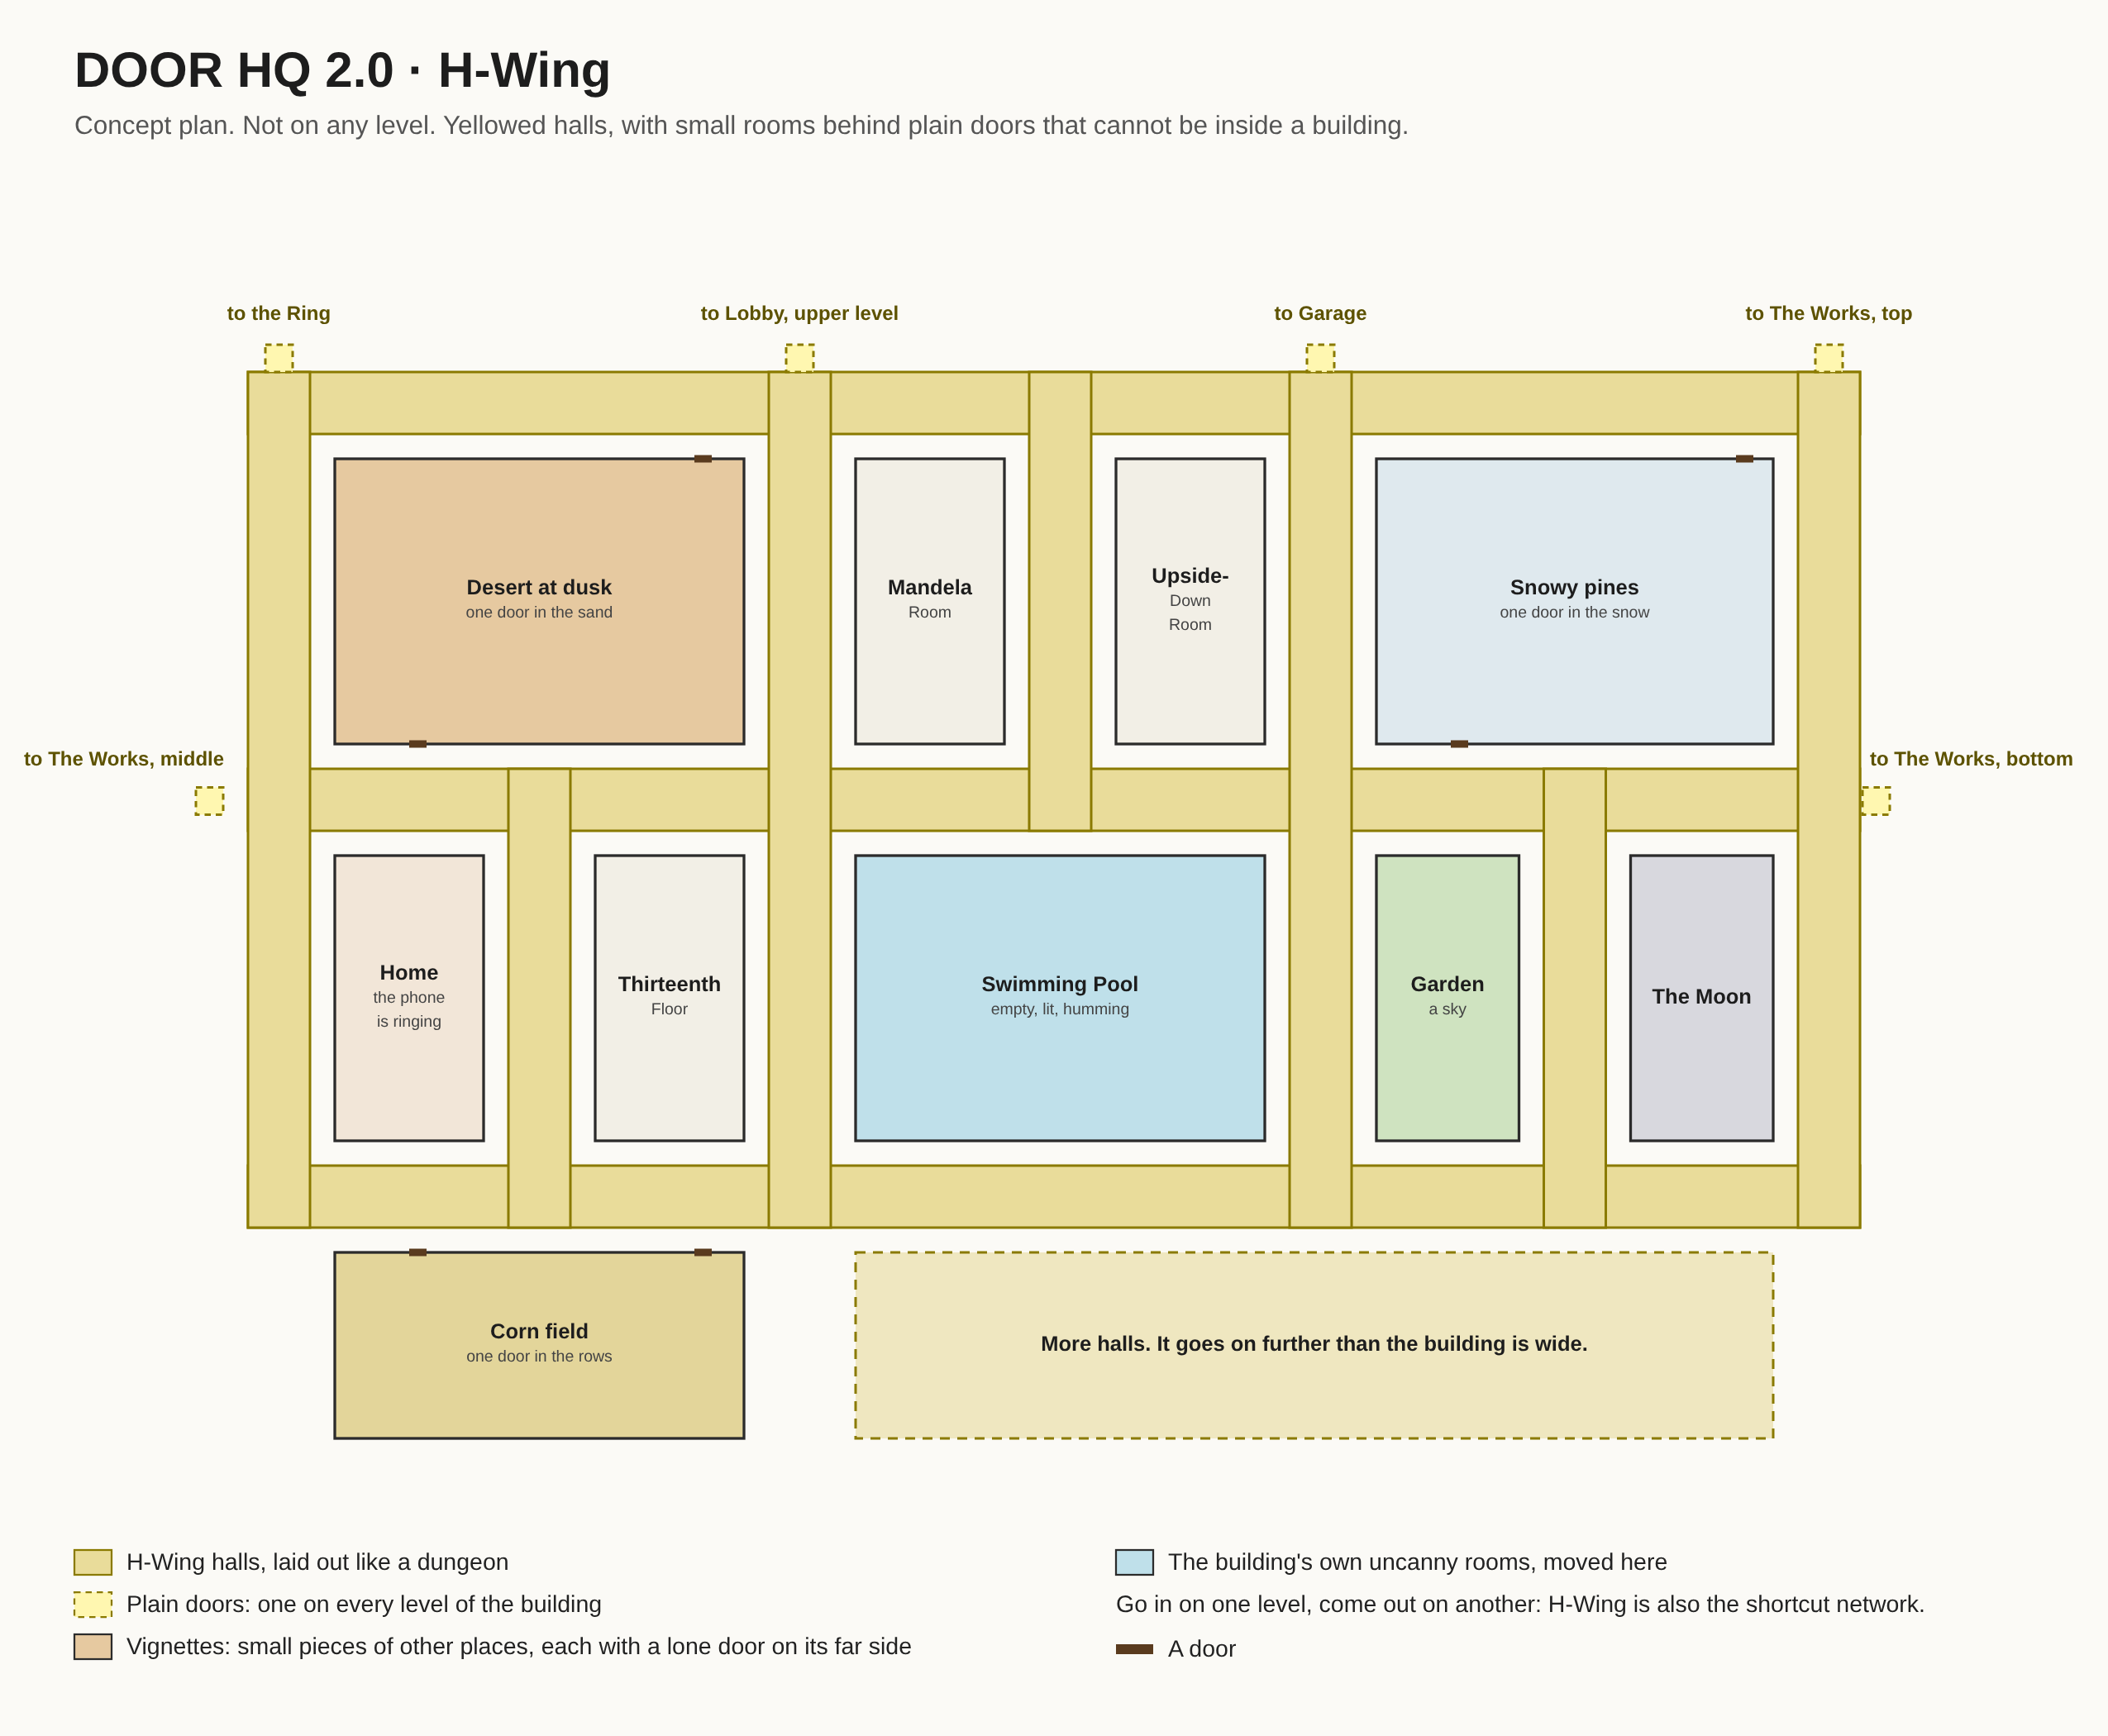 DOOR HQ 2.0 · H-Wing
Concept plan. Not on any level. Yellowed halls, with small rooms behind plain doors that cannot be inside a building.
to the Ring
to Lobby, upper level
to Garage
to The Works, top
Desert at dusk
one door in the sand
Mandela
Room
Upside-
Down
Room
Snowy pines
one door in the snow
to The Works, middle
to The Works, bottom
Home
the phone
is ringing
Thirteenth
Floor
Swimming Pool
empty, lit, humming
Garden
a sky
The Moon
Corn field
one door in the rows
More halls. It goes on further than the building is wide.
H-Wing halls, laid out like a dungeon
Plain doors: one on every level of the building
Vignettes: small pieces of other places, each with a lone door on its far side
The building's own uncanny rooms, moved here
Go in on one level, come out on another: H-Wing is also the shortcut network.
A door